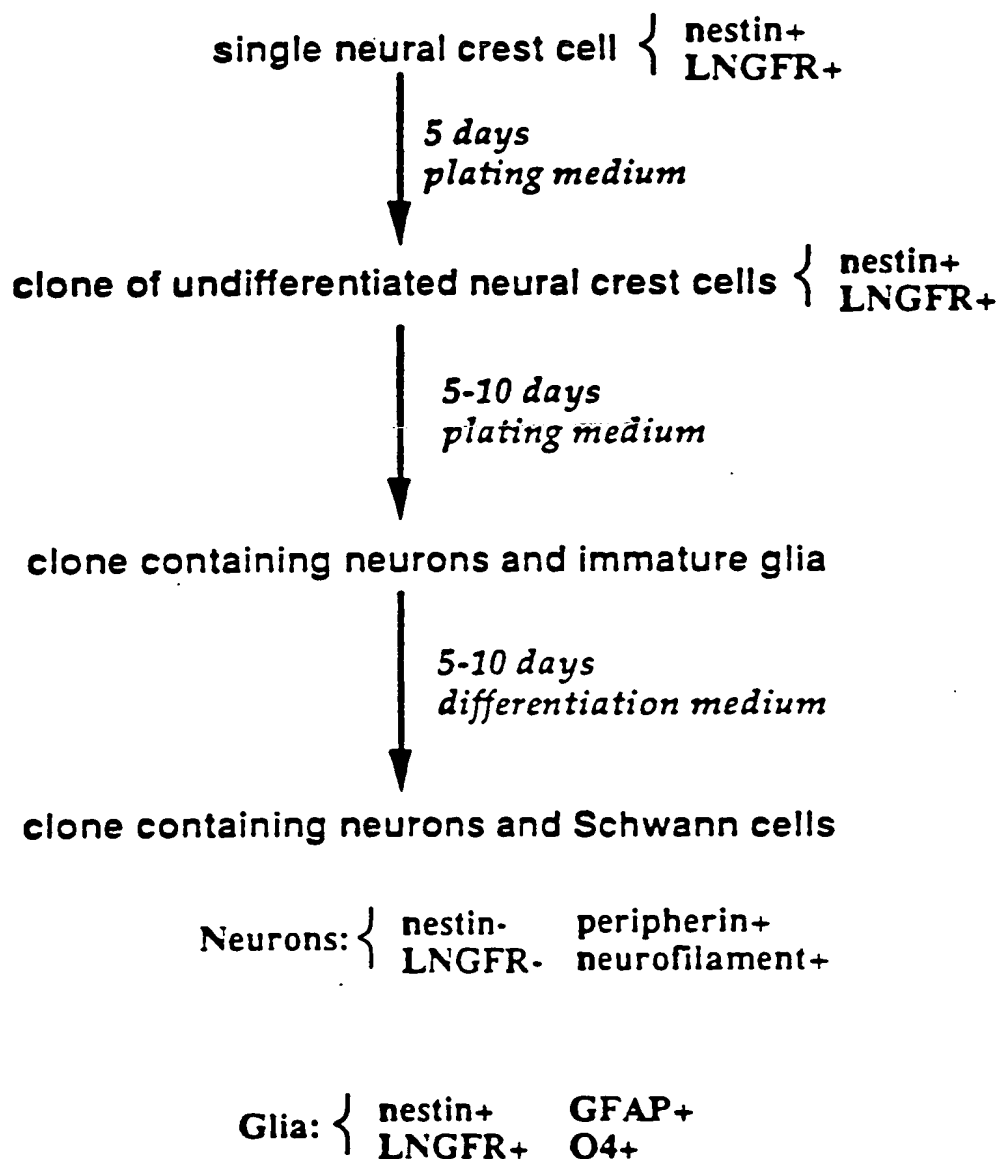 single neural crest cell { nestin+
LNGFR+
5 days
plating medium
clone of undifferentiated neural crest cells { nestin+
LNGFR+
5-10 days
plating medium
clone containing neurons and immature glia
5-10 days
differentiation medium
clone containing neurons and Schwann cells
Neurons: { nestin- peripherin+
LNGFR- neurofilament+
Glia: { nestin+ GFAP+
LNGFR+ O4+